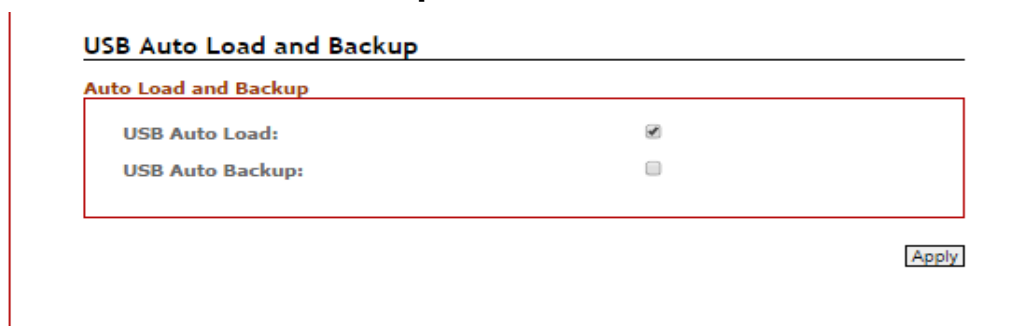 USB Auto Load and Backup
Auto Load and Backup
USB Auto Load:
USB Auto Backup:
Apply